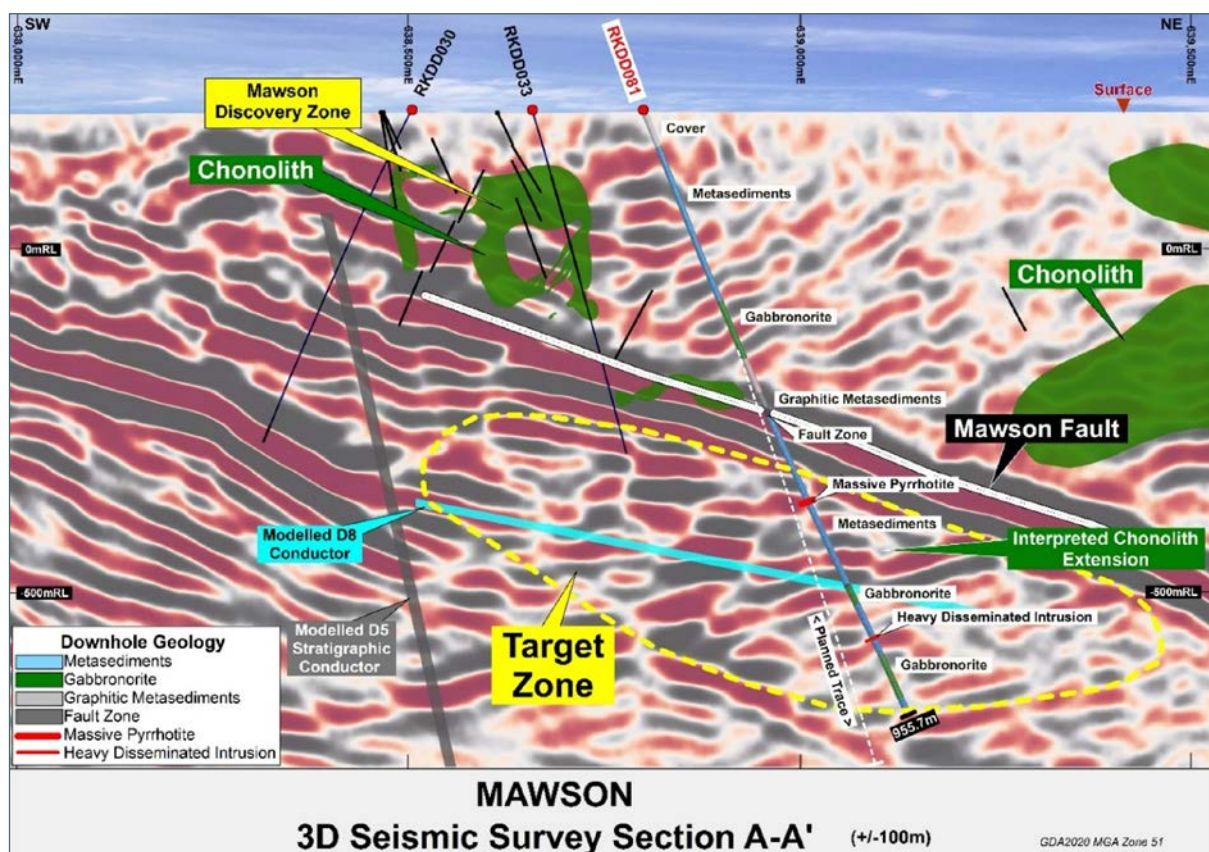 SW
NE
638,000mE
638,500mE
639,000mE
639,500mE
RKDD030
RKDD033
RKDD081
Surface
Mawson
Discovery Zone
Chonolith
Cover
Metasediments
0mRL
0mRL
Chonolith
Gabbronorite
Graphitic Metasediments
Fault Zone
Mawson Fault
Massive Pyrrhotite
Metasediments
Modelled D8
Conductor
Interpreted Chonolith
Extension
-500mRL
-500mRL
Gabbronorite
Heavy Disseminated Intrusion
Target
Zone
Modelled D5
Stratigraphic
Conductor
< Planned Trace >
Gabbronorite
955.7m
Downhole Geology
Metasediments
Gabbronorite
Graphitic Metasediments
Fault Zone
Massive Pyrrhotite
Heavy Disseminated Intrusion
MAWSON
3D Seismic Survey Section A-A' (+/-100m)
GDA2020 MGA Zone 51